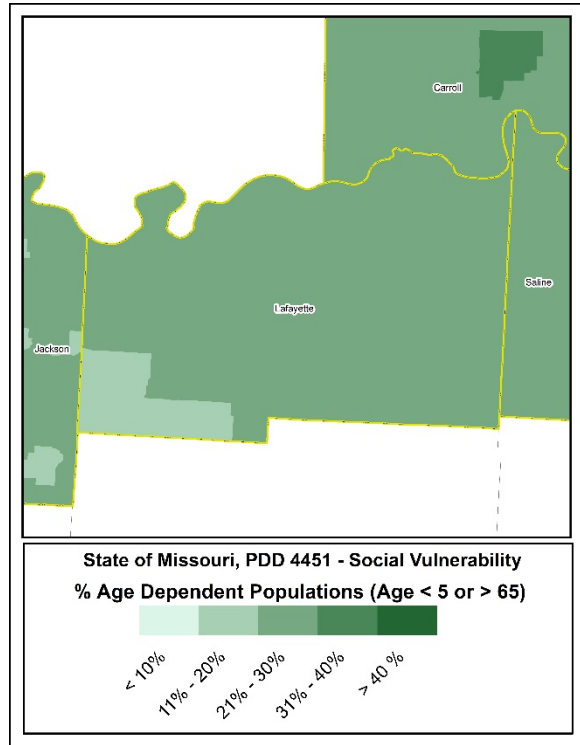 Carroll
Saline
Lafayette
Jackson
State of Missouri, PDD 4451 - Social Vulnerability
% Age Dependent Populations (Age < 5 or > 65)
< 10%
11% - 20%
21% - 30%
31% - 40%
> 40 %